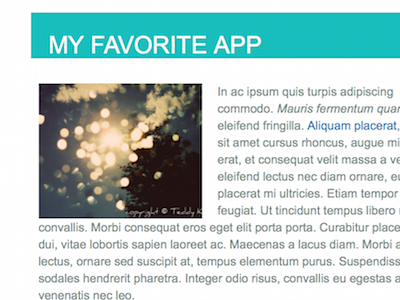 MY FAVORITE APP
In ac ipsum quis turpis adipiscing
commodo. Mauris fermentum quam
eleifend fringilla. Aliquam placerat,
sit amet cursus rhoncus, augue mi
erat, et consequat velit massa a ve
eleifend lectus nec diam ornare, eu
placerat mi ultricies. Etiam tempor
feugiat. Ut tincidunt tempus libero
copyright © Teddy K
convallis. Morbi consequat eros eget elit porta porta. Curabitur place
dui, vitae lobortis sapien laoreet ac. Maecenas a lacus diam. Morbi a
lectus, ornare sed suscipit at, tempus elementum purus. Suspendiss
sodales hendrerit pharetra. Integer odio risus, convallis eu egestas a
venenatis nec leo.